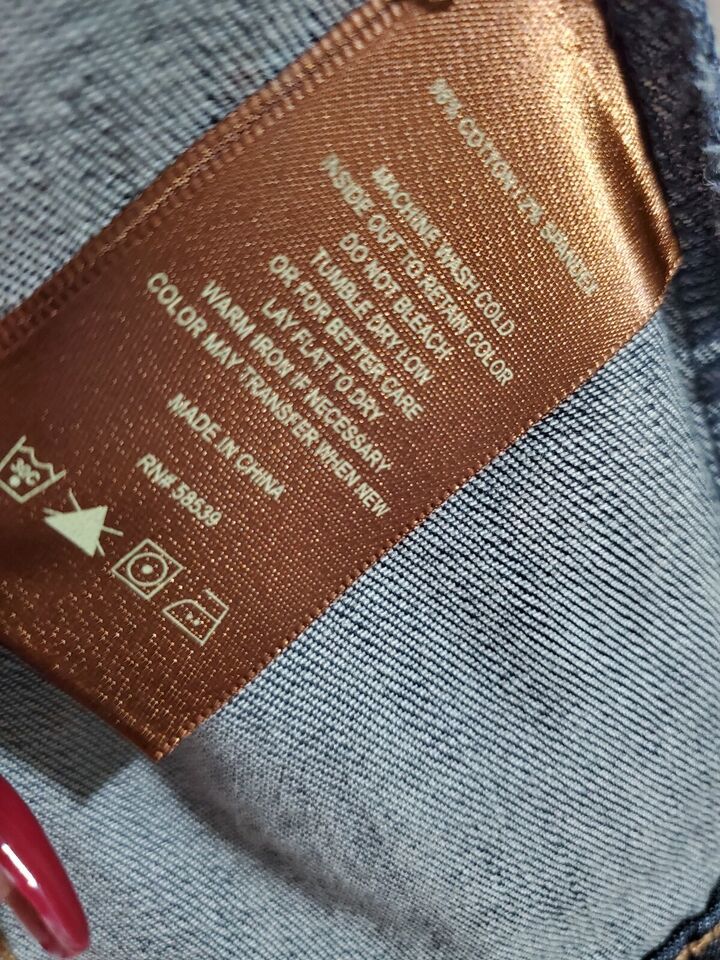 98% COTTON / 2% SPANDEX
MACHINE WASH COLD
INSIDE OUT TO RETAIN COLOR
DO NOT BLEACH
TUMBLE DRY LOW
OR FOR BETTER CARE
LAY FLAT TO DRY
WARM IRON IF NECESSARY
COLOR MAY TRANSFER WHEN NEW
MADE IN CHINA
RN# 38539
30C